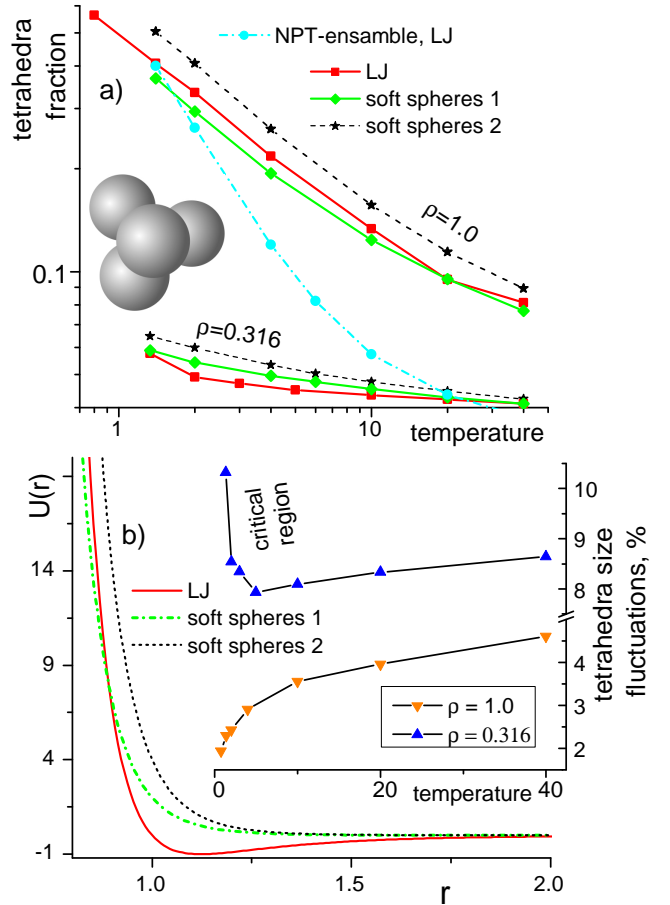 tetrahedra
fraction
a)
NPT-ensamble, LJ
LJ
soft spheres 1
soft spheres 2
ρ=1.0
0.1
ρ=0.316
1
10
temperature
U(r)
b)
14
9
4
-1
LJ
soft spheres 1
soft spheres 2
critical
region
10
9
8
4
3
2
tetrahedra size
fluctuations, %
ρ = 1.0
ρ = 0.316
0
20
temperature
40
1.0
1.5
2.0
r